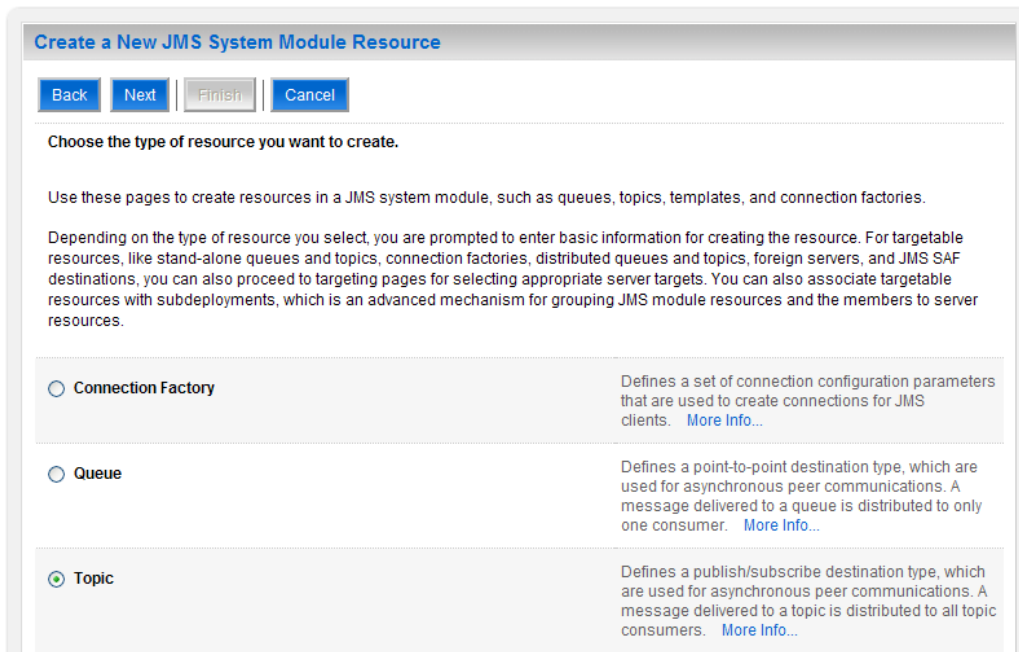 Create a New JMS System Module Resource
Back Next Finish Cancel
Choose the type of resource you want to create.
Use these pages to create resources in a JMS system module, such as queues, topics, templates, and connection factories.
Depending on the type of resource you select, you are prompted to enter basic information for creating the resource. For targetable
resources, like stand-alone queues and topics, connection factories, distributed queues and topics, foreign servers, and JMS SAF
destinations, you can also proceed to targeting pages for selecting appropriate server targets. You can also associate targetable
resources with subdeployments, which is an advanced mechanism for grouping JMS module resources and the members to server
resources.
Connection Factory
Defines a set of connection configuration parameters
that are used to create connections for JMS
clients. More Info...
Queue
Defines a point-to-point destination type, which are
used for asynchronous peer communications. A
message delivered to a queue is distributed to only
one consumer. More Info...
Topic
Defines a publish/subscribe destination type, which
are used for asynchronous peer communications. A
message delivered to a topic is distributed to all topic
consumers. More Info...